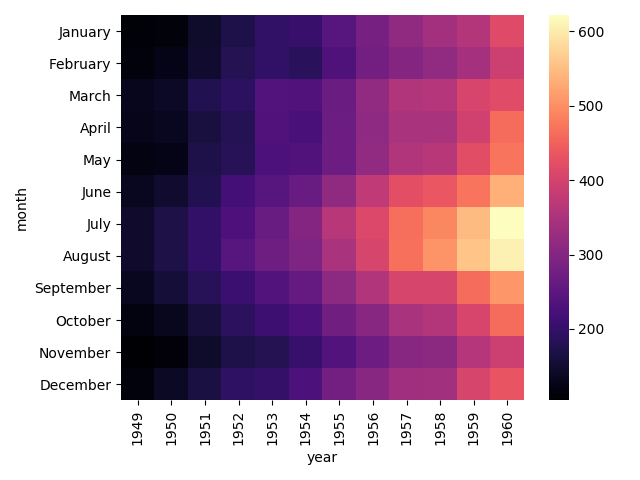 January
February
March
April
May
June
July
August
September
October
November
December
month
1949 1950 1951 1952 1953 1954 1955 1956 1957 1958 1959 1960
year
600
500
400
300
200